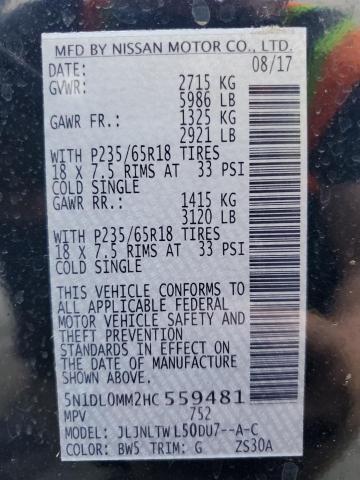 MFD BY NISSAN MOTOR CO., LTD.
DATE: 08/17
GVWR: 2715 KG
5986 LB
GAWR FR.: 1325 KG
2921 LB
WITH P235/65R18 TIRES
18 X 7.5 RIMS AT 33 PSI
COLD SINGLE
GAWR RR.: 1415 KG
3120 LB
WITH P235/65R18 TIRES
18 X 7.5 RIMS AT 33 PSI
COLD SINGLE
THIS VEHICLE CONFORMS TO
ALL APPLICABLE FEDERAL
MOTOR VEHICLE SAFETY AND
THEFT PREVENTION
STANDARDS IN EFFECT ON
THE DATE OF MANUFACTURE
5N1DL0MM2HC 559481
MPV 752
MODEL: JLJNLTWL50DU7--A-C
COLOR: BW5 TRIM: G ZS30A